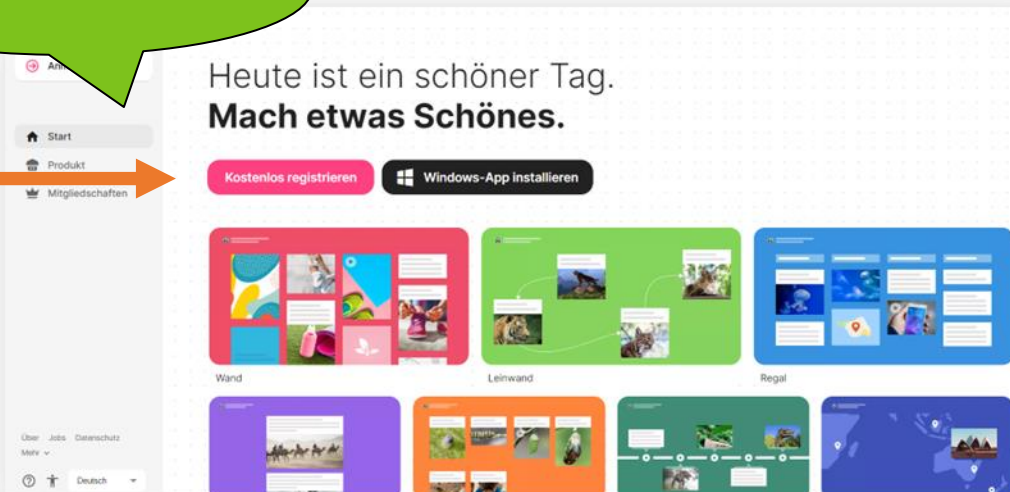 Heute ist ein schöner Tag.
Mach etwas Schönes.
Start
Produkt
Mitgliedschaften
Kostenlos registrieren
Windows-App installieren
Wand
Leinwand
Regal
Über Jobs Datenschutz
Mehr
Deutsch